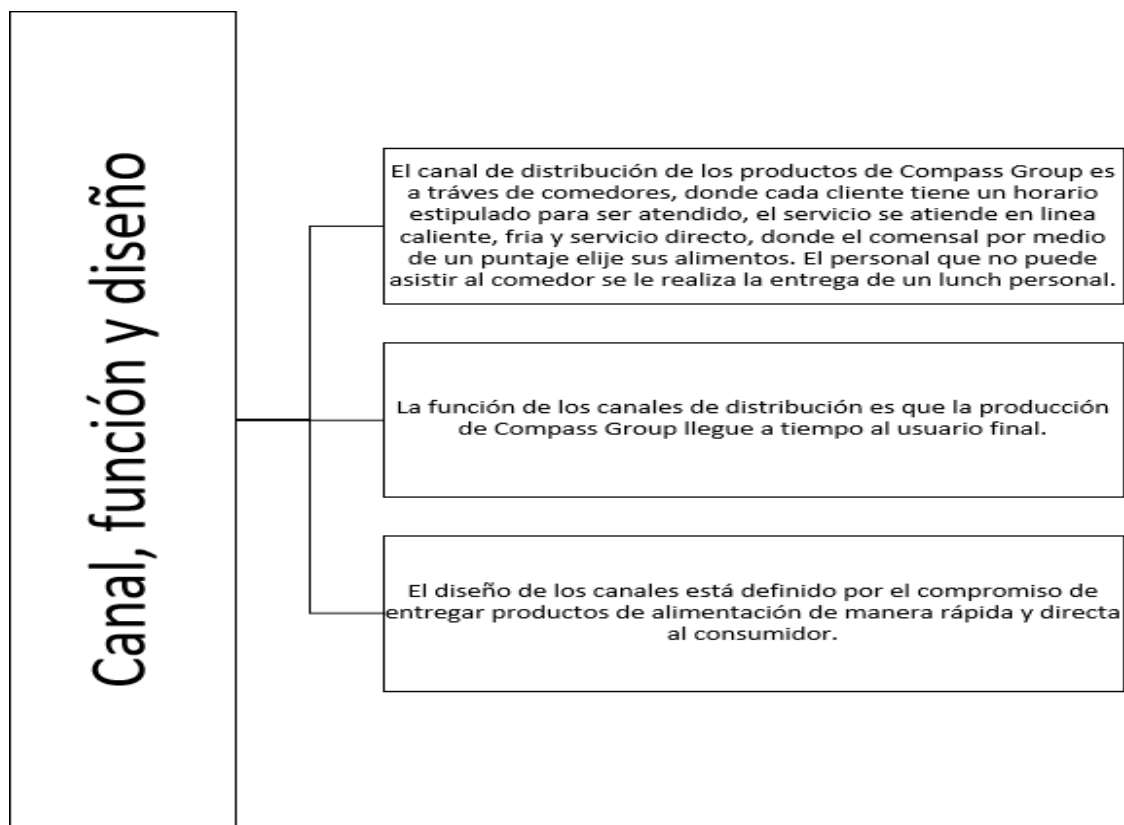 Canal, función y diseño
El canal de distribución de los productos de Compass Group es
a tráves de comedores, donde cada cliente tiene un horario
estipulado para ser atendido, el servicio se atiende en linea
caliente, fria y servicio directo, donde el comensal por medio
de un puntaje elije sus alimentos. El personal que no puede
asistir al comedor se le realiza la entrega de un lunch personal.
La función de los canales de distribución es que la producción
de Compass Group llegue a tiempo al usuario final.
El diseño de los canales está definido por el compromiso de
entregar productos de alimentación de manera rápida y directa
al consumidor.